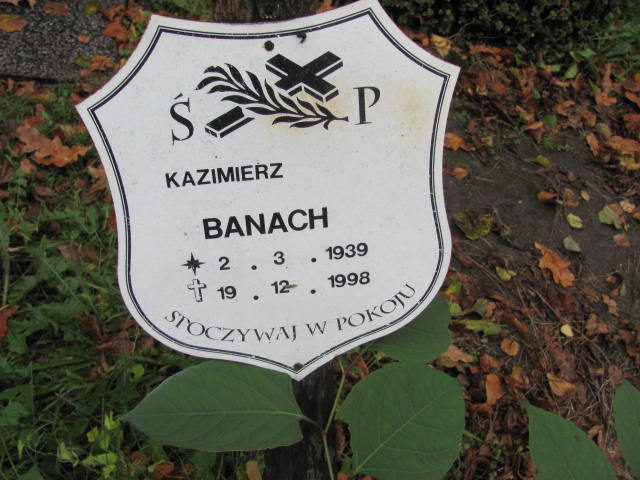 Ś P
KAZIMIERZ
BANACH
2 . 3 . 1939
19 . 12 . 1998
SPOCZYWAJ W POKOJU